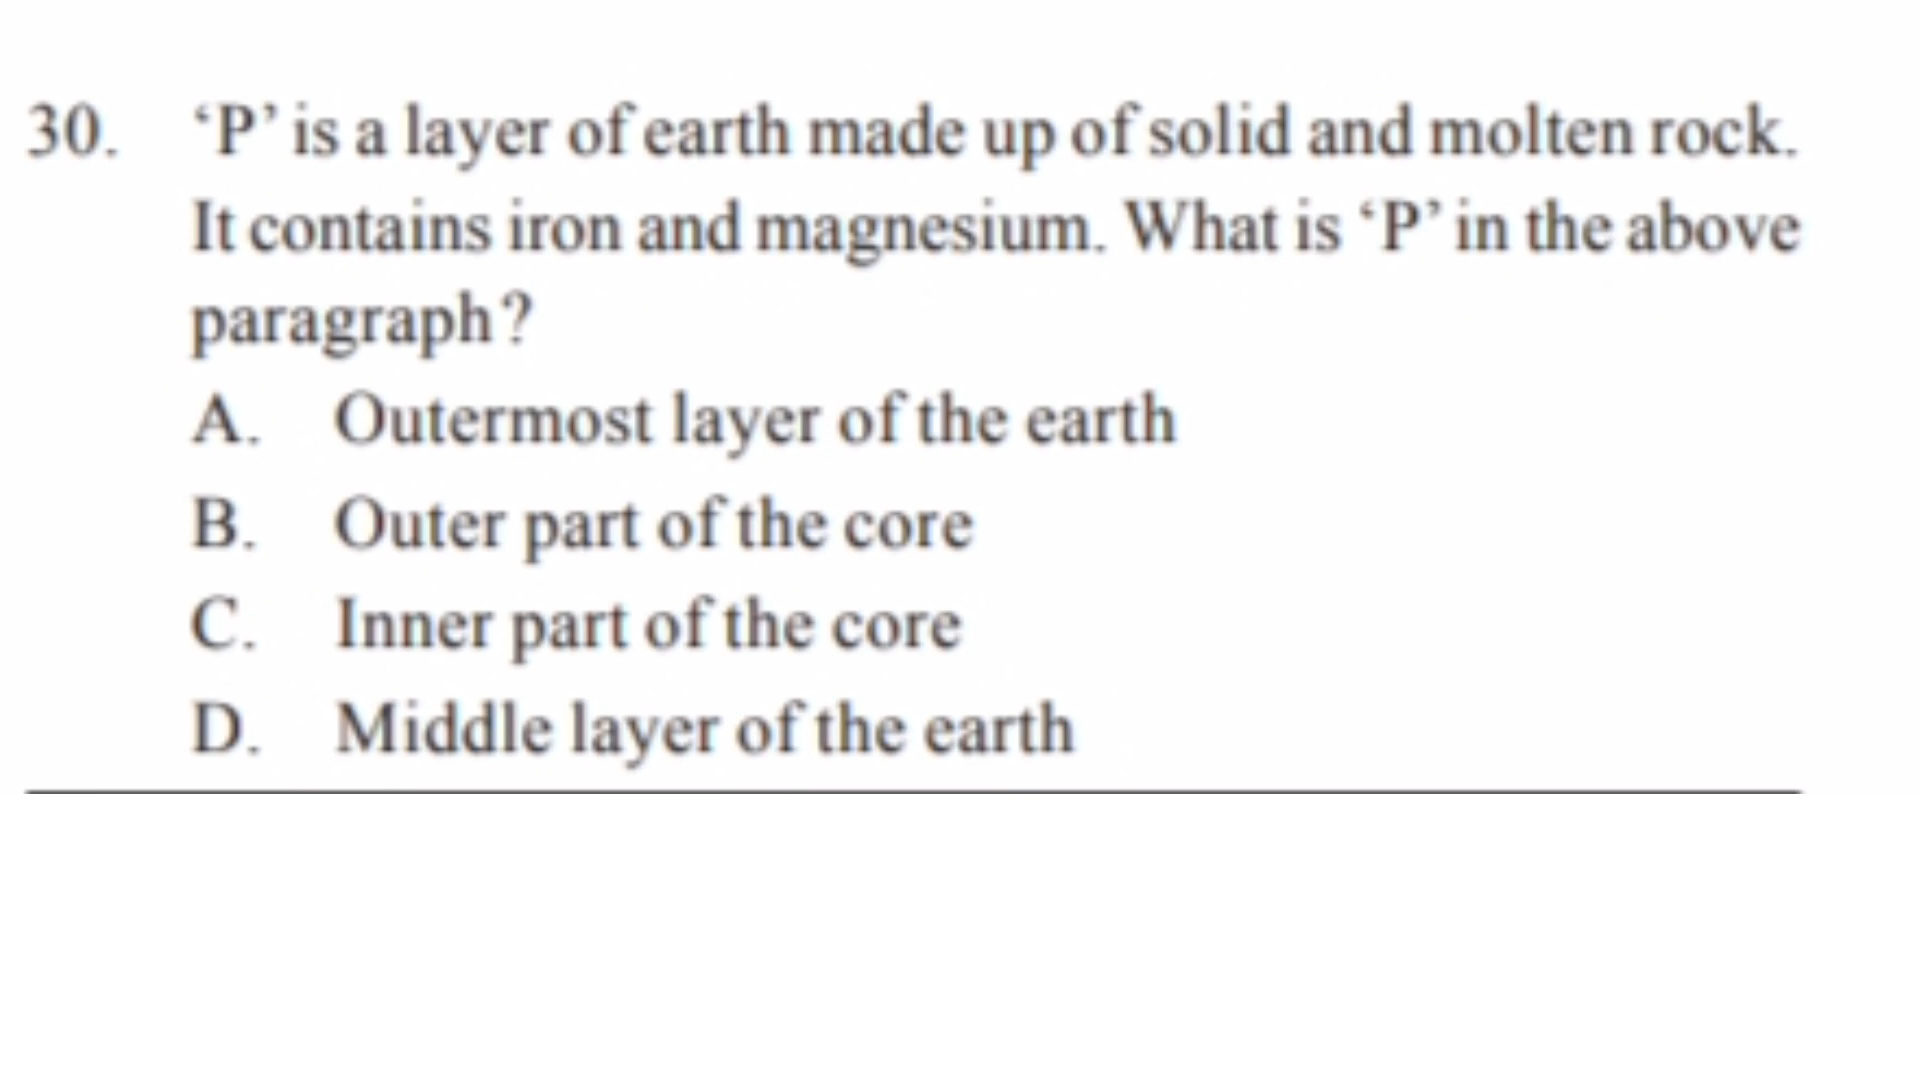 30. ‘P’ is a layer of earth made up of solid and molten rock.
It contains iron and magnesium. What is ‘P’ in the above
paragraph?
A. Outermost layer of the earth
B. Outer part of the core
C. Inner part of the core
D. Middle layer of the earth